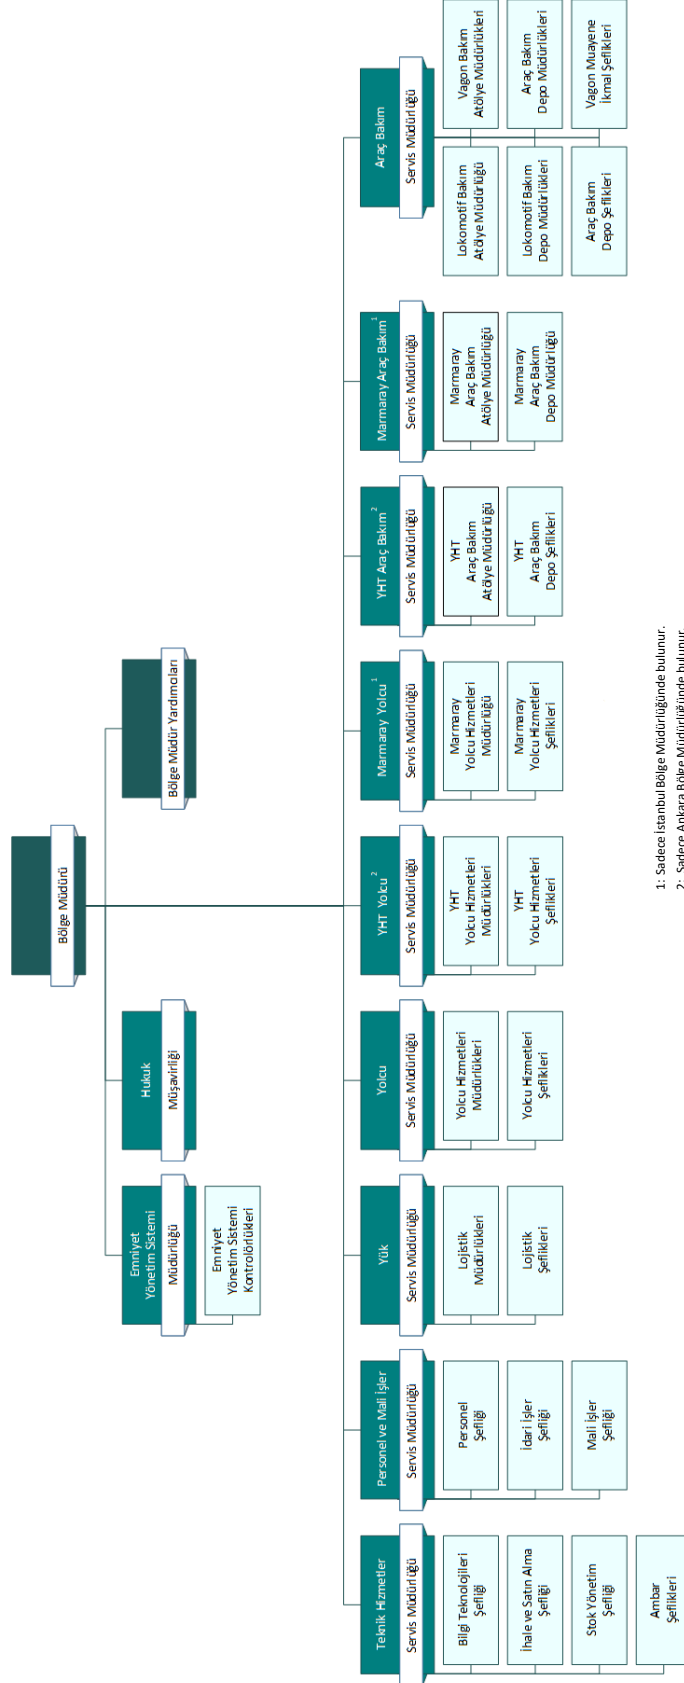 Bölge Müdürü
Emniyet
Yönetim Sistemi
Müdürlüğü
Emniyet
Yönetim Sistemi
Kontrolörlükleri
Hukuk
Müşavirliği
Bölge Müdür Yardımcıları
Teknik Hizmetler
Servis Müdürlüğü
Bilgi Teknolojileri
Şefliği
İhale ve Satın Alma
Şefliği
Stok Yönetim
Şefliği
Ambar
Şeflikleri
Personel ve Mali İşler
Servis Müdürlüğü
Personel
Şefliği
İdari İşler
Şefliği
Mali İşler
Şefliği
Yük
Servis Müdürlüğü
Lojistik
Müdürlükleri
Lojistik
Şeflikleri
Yolcu
Servis Müdürlüğü
Yolcu Hizmetleri
Müdürlükleri
Yolcu Hizmetleri
Şeflikleri
YHT Yolcu 2
Servis Müdürlüğü
YHT
Yolcu Hizmetleri
Müdürlükleri
YHT
Yolcu Hizmetleri
Şeflikleri
Marmaray Yolcu 1
Servis Müdürlüğü
Marmaray
Yolcu Hizmetleri
Müdürlüğü
Marmaray
Yolcu Hizmetleri
Şeflikleri
YHT Araç Bakım 2
Servis Müdürlüğü
YHT
Araç Bakım
Atölye Müdürlüğü
YHT
Araç Bakım
Depo Şeflikleri
Marmaray Araç Bakım 1
Servis Müdürlüğü
Marmaray
Araç Bakım
Atölye Müdürlüğü
Marmaray
Araç Bakım
Depo Müdürlüğü
Araç Bakım
Servis Müdürlüğü
Lokomotif Bakım
Atölye Müdürlüğü
Vagon Bakım
Atölye Müdürlükleri
Lokomotif Bakım
Depo Müdürlükleri
Araç Bakım
Depo Müdürlükleri
Araç Bakım
Depo Şeflikleri
Vagon Muayene
İkmal Şeflikleri
1: Sadece İstanbul Bölge Müdürlüğünde bulunur.
2: Sadece Ankara Bölge Müdürlüğünde bulunur.